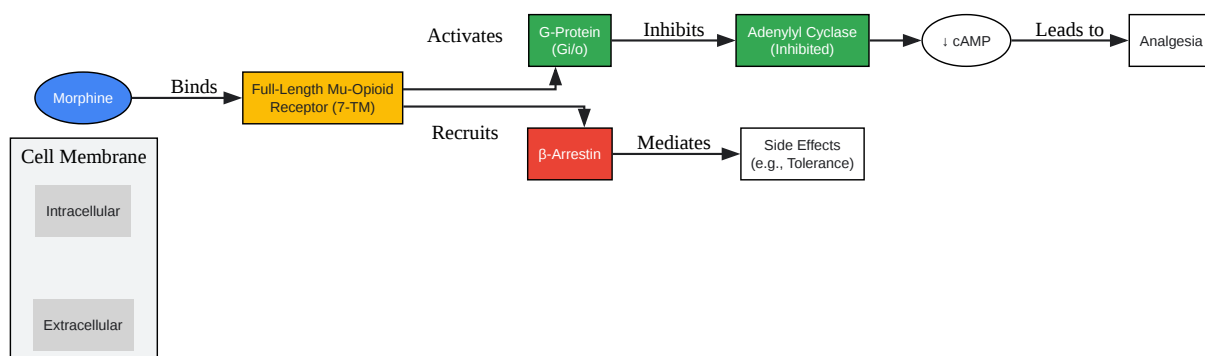 Activates
G-Protein
(Gi/o)
Inhibits
Adenylyl Cyclase
(Inhibited)
↓ cAMP
Leads to
Analgesia
Morphine
Binds
Full-Length Mu-Opioid
Receptor (7-TM)
Recruits
β-Arrestin
Mediates
Side Effects
(e.g., Tolerance)
Cell Membrane
Intracellular
Extracellular